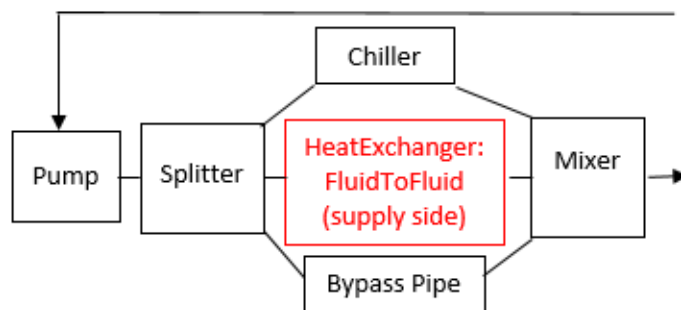 Chiller
Pump
Splitter
HeatExchanger:
FluidToFluid
(supply side)
Mixer
Bypass Pipe